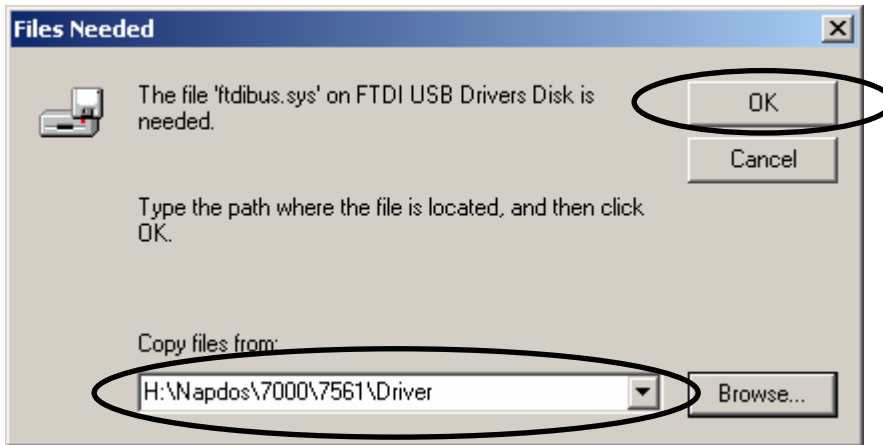 Files Needed
The file 'ftdibus.sys' on FTDI USB Drivers Disk is
needed.
OK
Cancel
Type the path where the file is located, and then click
OK.
Copy files from:
H:\Napdos\7000\7561\Driver
Browse...